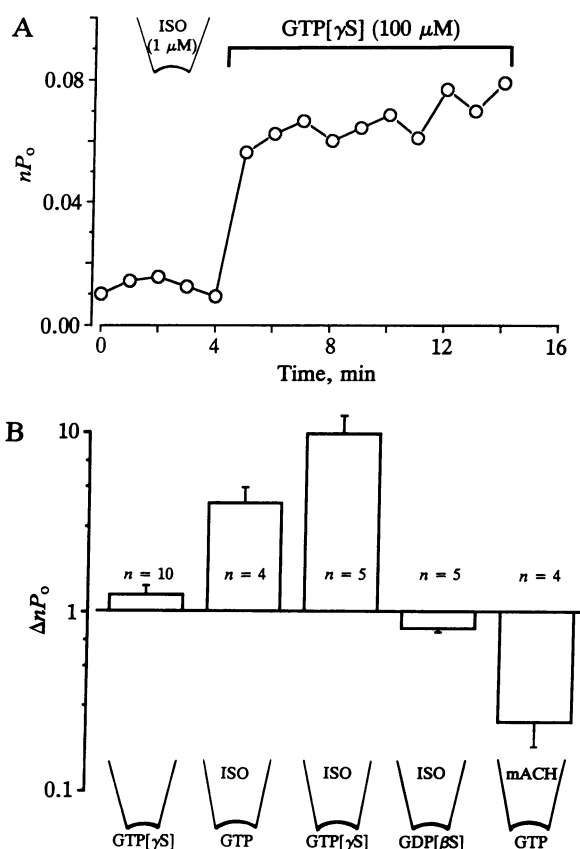 A
ISO
(1 μM)
GTP[γS] (100 μM)
0.08
0.04
0.00
nPₒ
0
4
8
12
16
Time, min
B
10
1
0.1
ΔnPₒ
n = 10
n = 4
n = 5
n = 5
n = 4
ISO
ISO
ISO
mACH
GTP[γS]
GTP
GTP[γS]
GDP[βS]
GTP